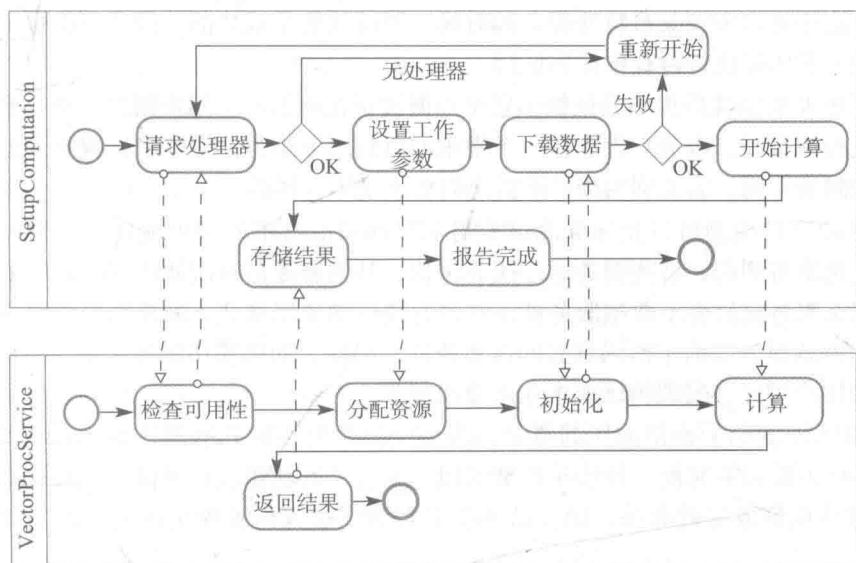 SetupComputation
重新开始
无处理器
失败
请求处理器
OK
设置工作
参数
下载数据
OK
开始计算
存储结果
报告完成
VectorProcService
检查可用性
分配资源
初始化
计算
返回结果